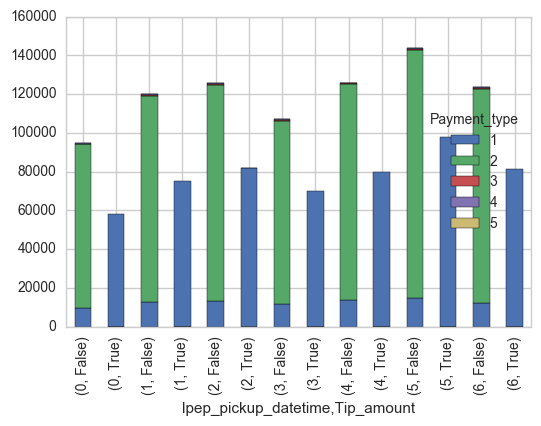 160000
140000
120000
100000
80000
60000
40000
20000
0
Payment_type
1
2
3
4
5
(0, False)
(0, True)
(1, False)
(1, True)
(2, False)
(2, True)
(3, False)
(3, True)
(4, False)
(4, True)
(5, False)
(5, True)
(6, False)
(6, True)
lpep_pickup_datetime,Tip_amount